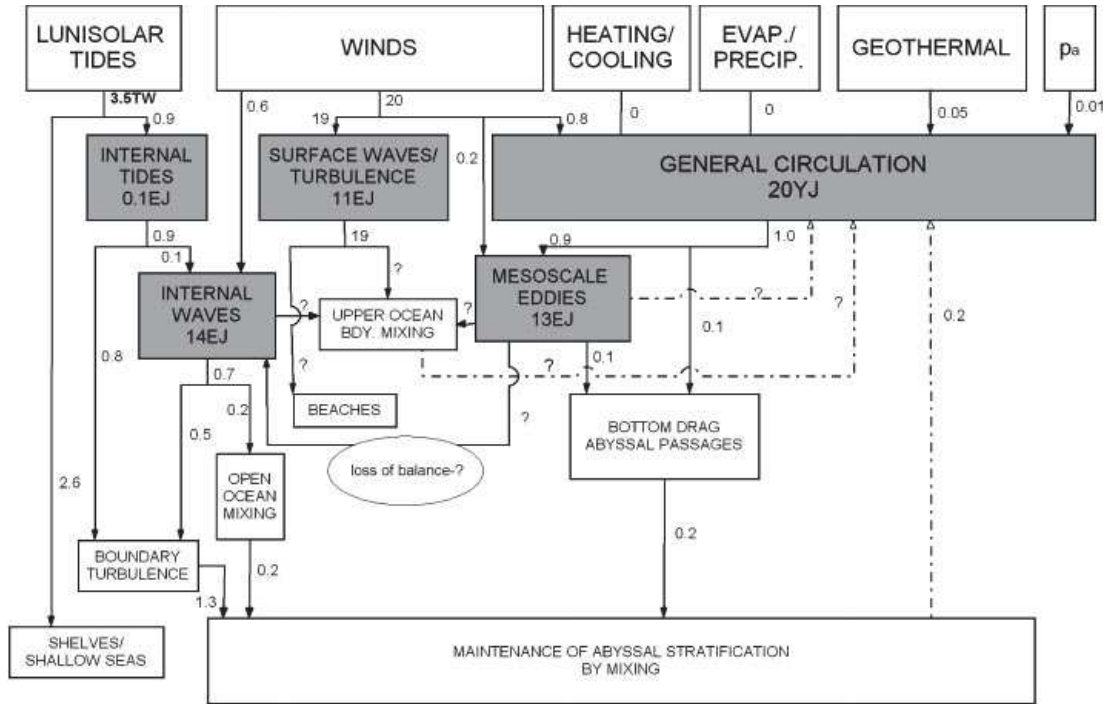 LUNISOLAR
TIDES
WINDS
HEATING/
COOLING
EVAP./
PRECIP.
GEOTHERMAL
pa
3.5TW
0.9
0.6
20
19
0.2
0.8
0
0
0.05
0.01
INTERNAL
TIDES
0.1EJ
SURFACE WAVES/
TURBULENCE
11EJ
GENERAL CIRCULATION
20YJ
0.9
0.1
19
?
0.9
1.0
INTERNAL
WAVES
14EJ
?
UPPER OCEAN
BDY. MIXING
?
MESOSCALE
EDDIES
13EJ
?
?
0.2
0.1
0.8
0.7
?
0.1
?
0.2
BEACHES
?
BOTTOM DRAG
ABYSSAL PASSAGES
0.5
loss of balance-?
2.6
OPEN
OCEAN
MIXING
0.2
BOUNDARY
TURBULENCE
0.2
1.3
SHELVES/
SHALLOW SEAS
MAINTENANCE OF ABYSSAL STRATIFICATION
BY MIXING